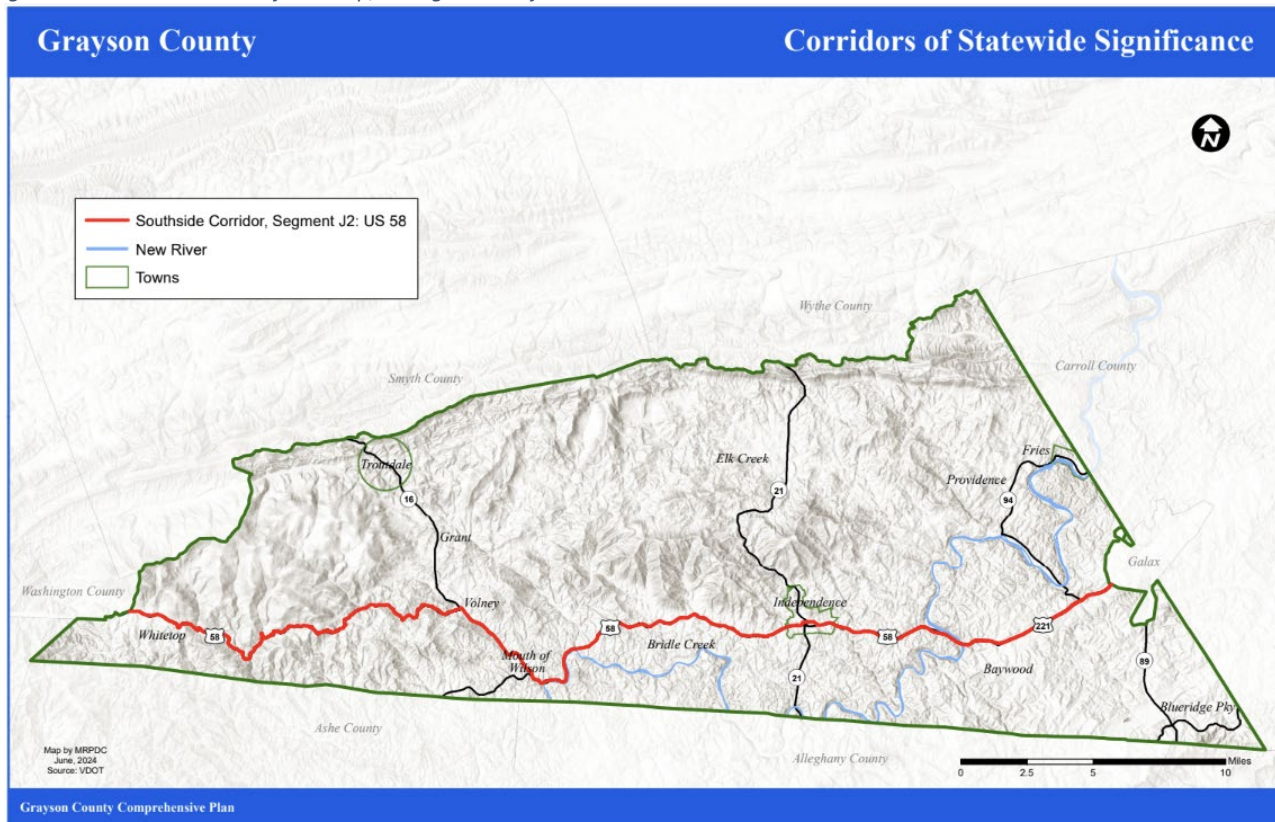 Grayson County
Corridors of Statewide Significance
N
Southside Corridor, Segment J2: US 58
New River
Towns
Wythe County
Carroll County
Smyth County
Fries
Elk Creek
Troutdale
Providence
21
16
94
Grant
Galax
Washington County
Volney
Independence
Whitetop
58
58
58
221
Bridle Creek
Mouth of
Wilson
Baywood
89
21
Blueridge Pky
Ashe County
Alleghany County
Map by MRPDC
June, 2024
Source: VDOT
Miles
0
2.5
5
10
Grayson County Comprehensive Plan